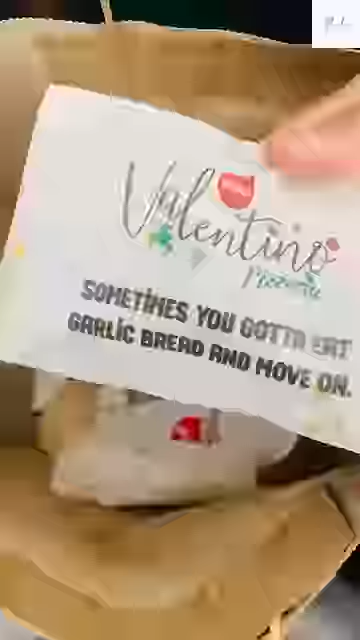 Valentino
Pizzeria
SOMETIMES YOU GOTTA EAT
GARLIC BREAD AND MOVE ON.